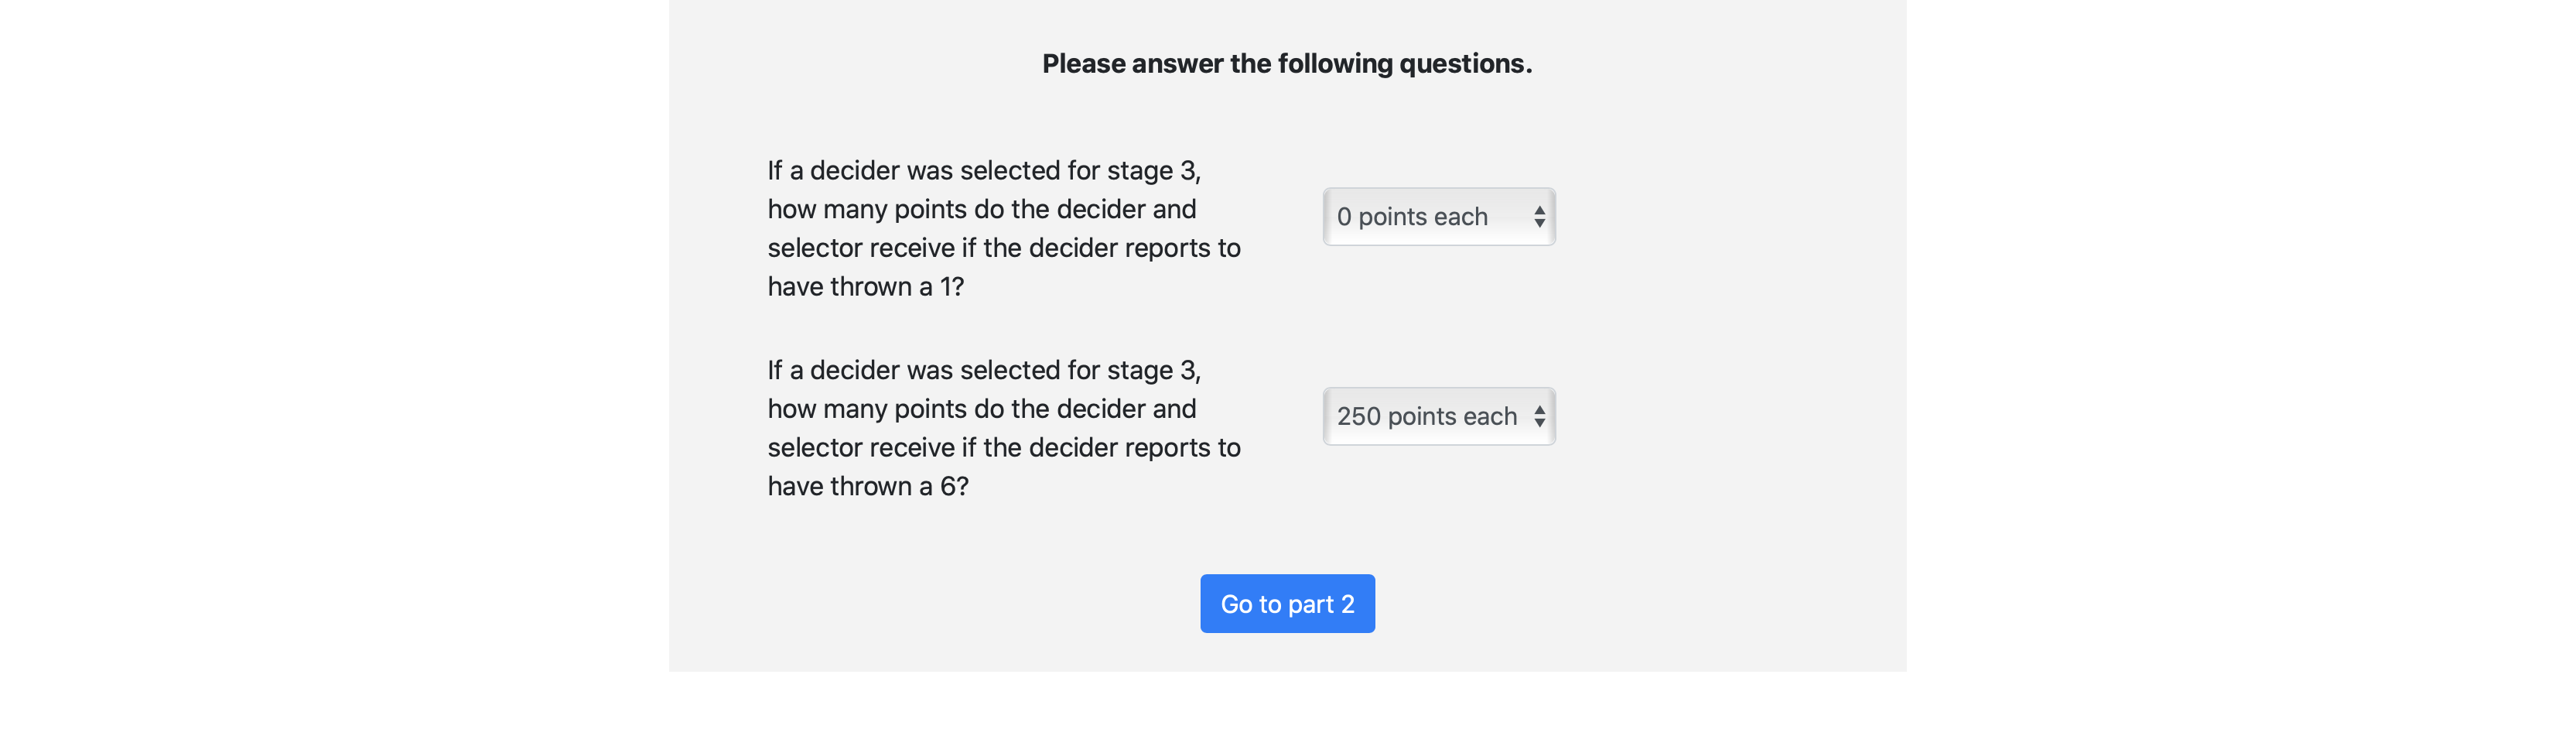 Please answer the following questions.
If a decider was selected for stage 3,
how many points do the decider and
selector receive if the decider reports to
have thrown a 1?
0 points each
If a decider was selected for stage 3,
how many points do the decider and
selector receive if the decider reports to
have thrown a 6?
250 points each
Go to part 2